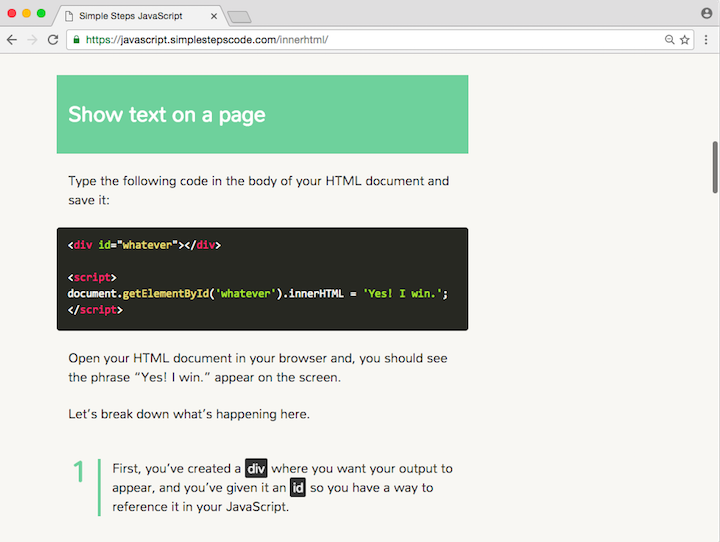 Simple Steps JavaScript
https://javascript.simplestepscode.com/innerhtml/
Show text on a page
Type the following code in the body of your HTML document and
save it:
<div id="whatever"></div>
<script>
document.getElementById('whatever').innerHTML = 'Yes! I win.';
</script>
Open your HTML document in your browser and, you should see
the phrase “Yes! I win.” appear on the screen.
Let’s break down what’s happening here.
1
First, you’ve created a div where you want your output to
appear, and you’ve given it an id so you have a way to
reference it in your JavaScript.